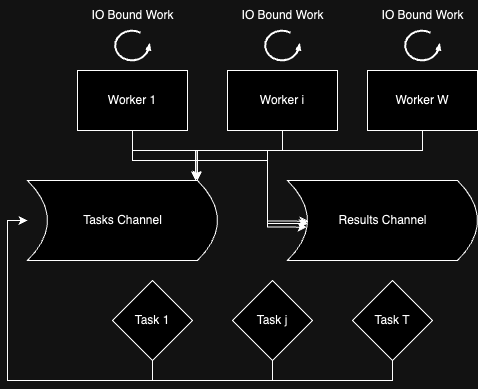 IO Bound Work
IO Bound Work
IO Bound Work
Worker 1
Worker i
Worker W
Tasks Channel
Results Channel
Task 1
Task j
Task T